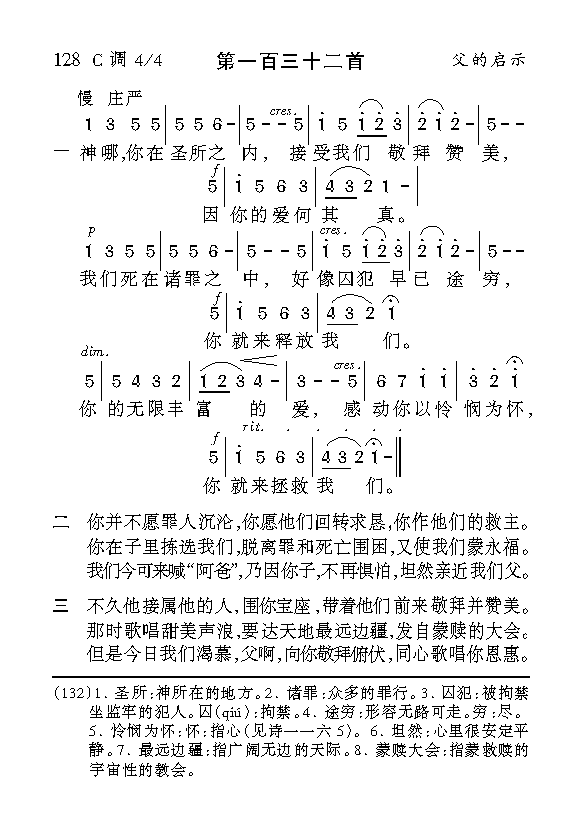 128 C 调 4/4 第一百三十二首 父的启示
慢 庄严
cres.
1 3 5 5 | 5 5 6 - | 5 - - 5 | 1 5 1 2 3 | 2 1 2 - | 5 - -
一 神哪,你在圣所之 内, 接受我们 敬拜赞 美,
f
5 | 1 5 6 3 | 4 3 2 1 - |
因 你的爱何 其 真。
p cres.
1 3 5 5 | 5 5 6 - | 5 - - 5 | 1 5 1 2 3 | 2 1 2 - | 5 - -
我们死在诸罪之 中, 好 像囚犯 早已途 穷,
f
5 | 1 5 6 3 | 4 3 2 1
你 就来释放我 们。
dim. cres.
5 | 5 4 3 2 | 1 2 3 4 - | 3 - - 5 | 6 7 1 1 | 3 2 1
你 的无限丰 富 的 爱, 感 动你以怜 悯为怀,
f rit.
5 | 1 5 6 3 | 4 3 2 1 - ‖
你 就来拯救我 们。
二 你并不愿罪人沉沦,你愿他们回转求恳,你作他们的救主。
你在子里拣选我们,脱离罪和死亡围困,又使我们蒙永福。
我们今可来喊“阿爸”,乃因你子,不再惧怕,坦然亲近我们父。
三 不久他接属他的人,围你宝座,带着他们前来敬拜并赞美。
那时歌唱甜美声浪,要达天地最远边疆,发自蒙赎的大会。
但是今日我们渴慕,父啊,向你敬拜俯伏,同心歌唱你恩惠。
(132)1. 圣所:神所在的地方。2. 诸罪:众多的罪行。3. 囚犯:被拘禁
坐监牢的犯人。囚(qiú):拘禁。4. 途穷:形容无路可走。穷:尽。
5. 怜悯为怀:怀:指心(见诗一一六5)。6. 坦然:心里很安定平
静。7. 最远边疆:指广阔无边的天际。8. 蒙赎大会:指蒙救赎的
宇宙性的教会。